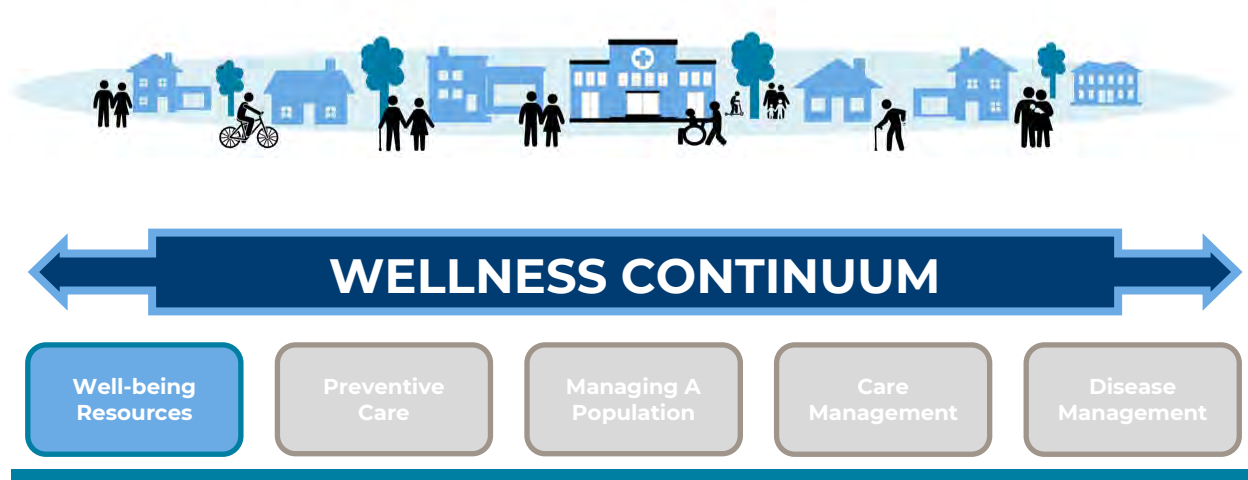 WELLNESS CONTINUUM
Well-being
Resources
Preventive
Care
Managing A
Population
Care
Management
Disease
Management